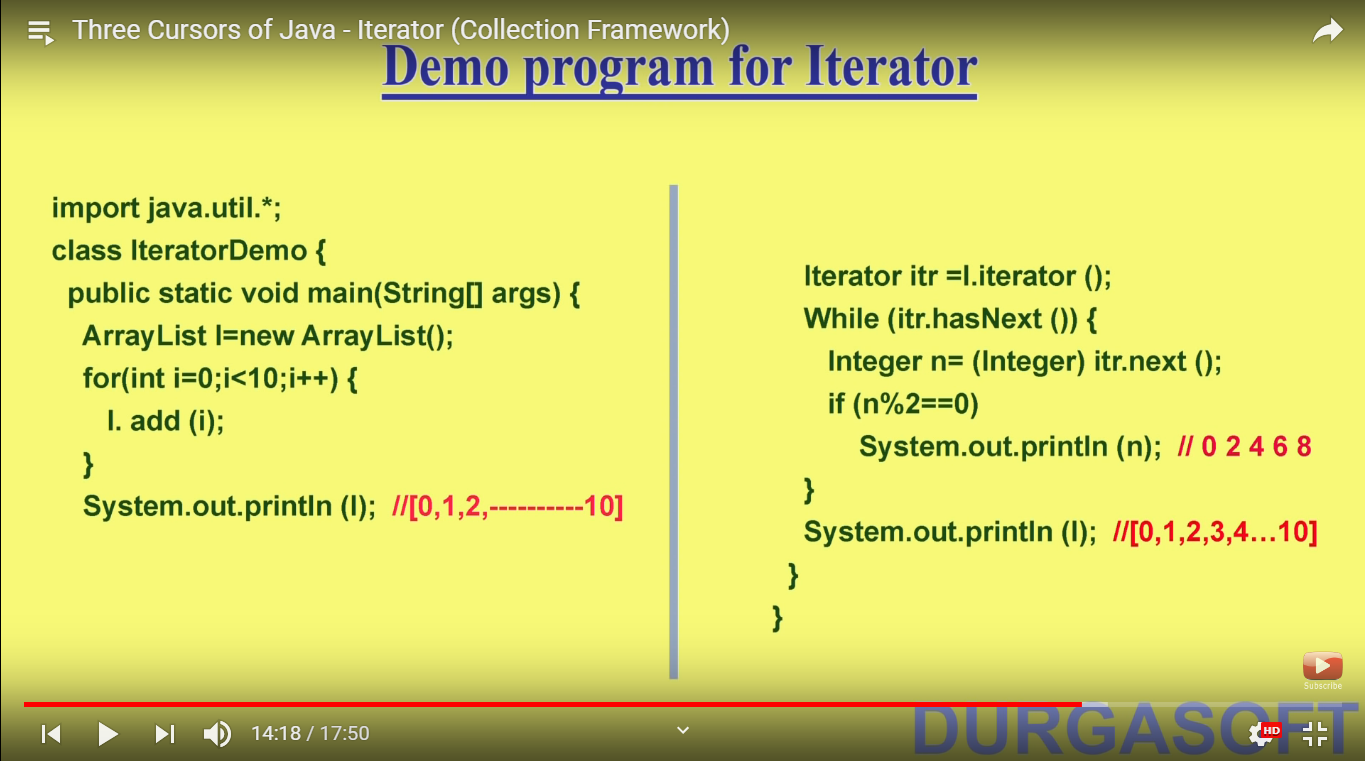 Three Cursors of Java - Iterator (Collection Framework)
Demo program for Iterator
import java.util.*;
class IteratorDemo {
public static void main(String[] args) {
ArrayList l=new ArrayList();
for(int i=0;i<10;i++) {
l. add (i);
}
System.out.println (l); //[0,1,2,----------10]
Iterator itr =l.iterator ();
While (itr.hasNext ()) {
Integer n= (Integer) itr.next ();
if (n%2==0)
System.out.println (n); // 0 2 4 6 8
}
System.out.println (l); //[0,1,2,3,4...10]
}
}
Subscribe
DURGASOFT
14:18 / 17:50
HD